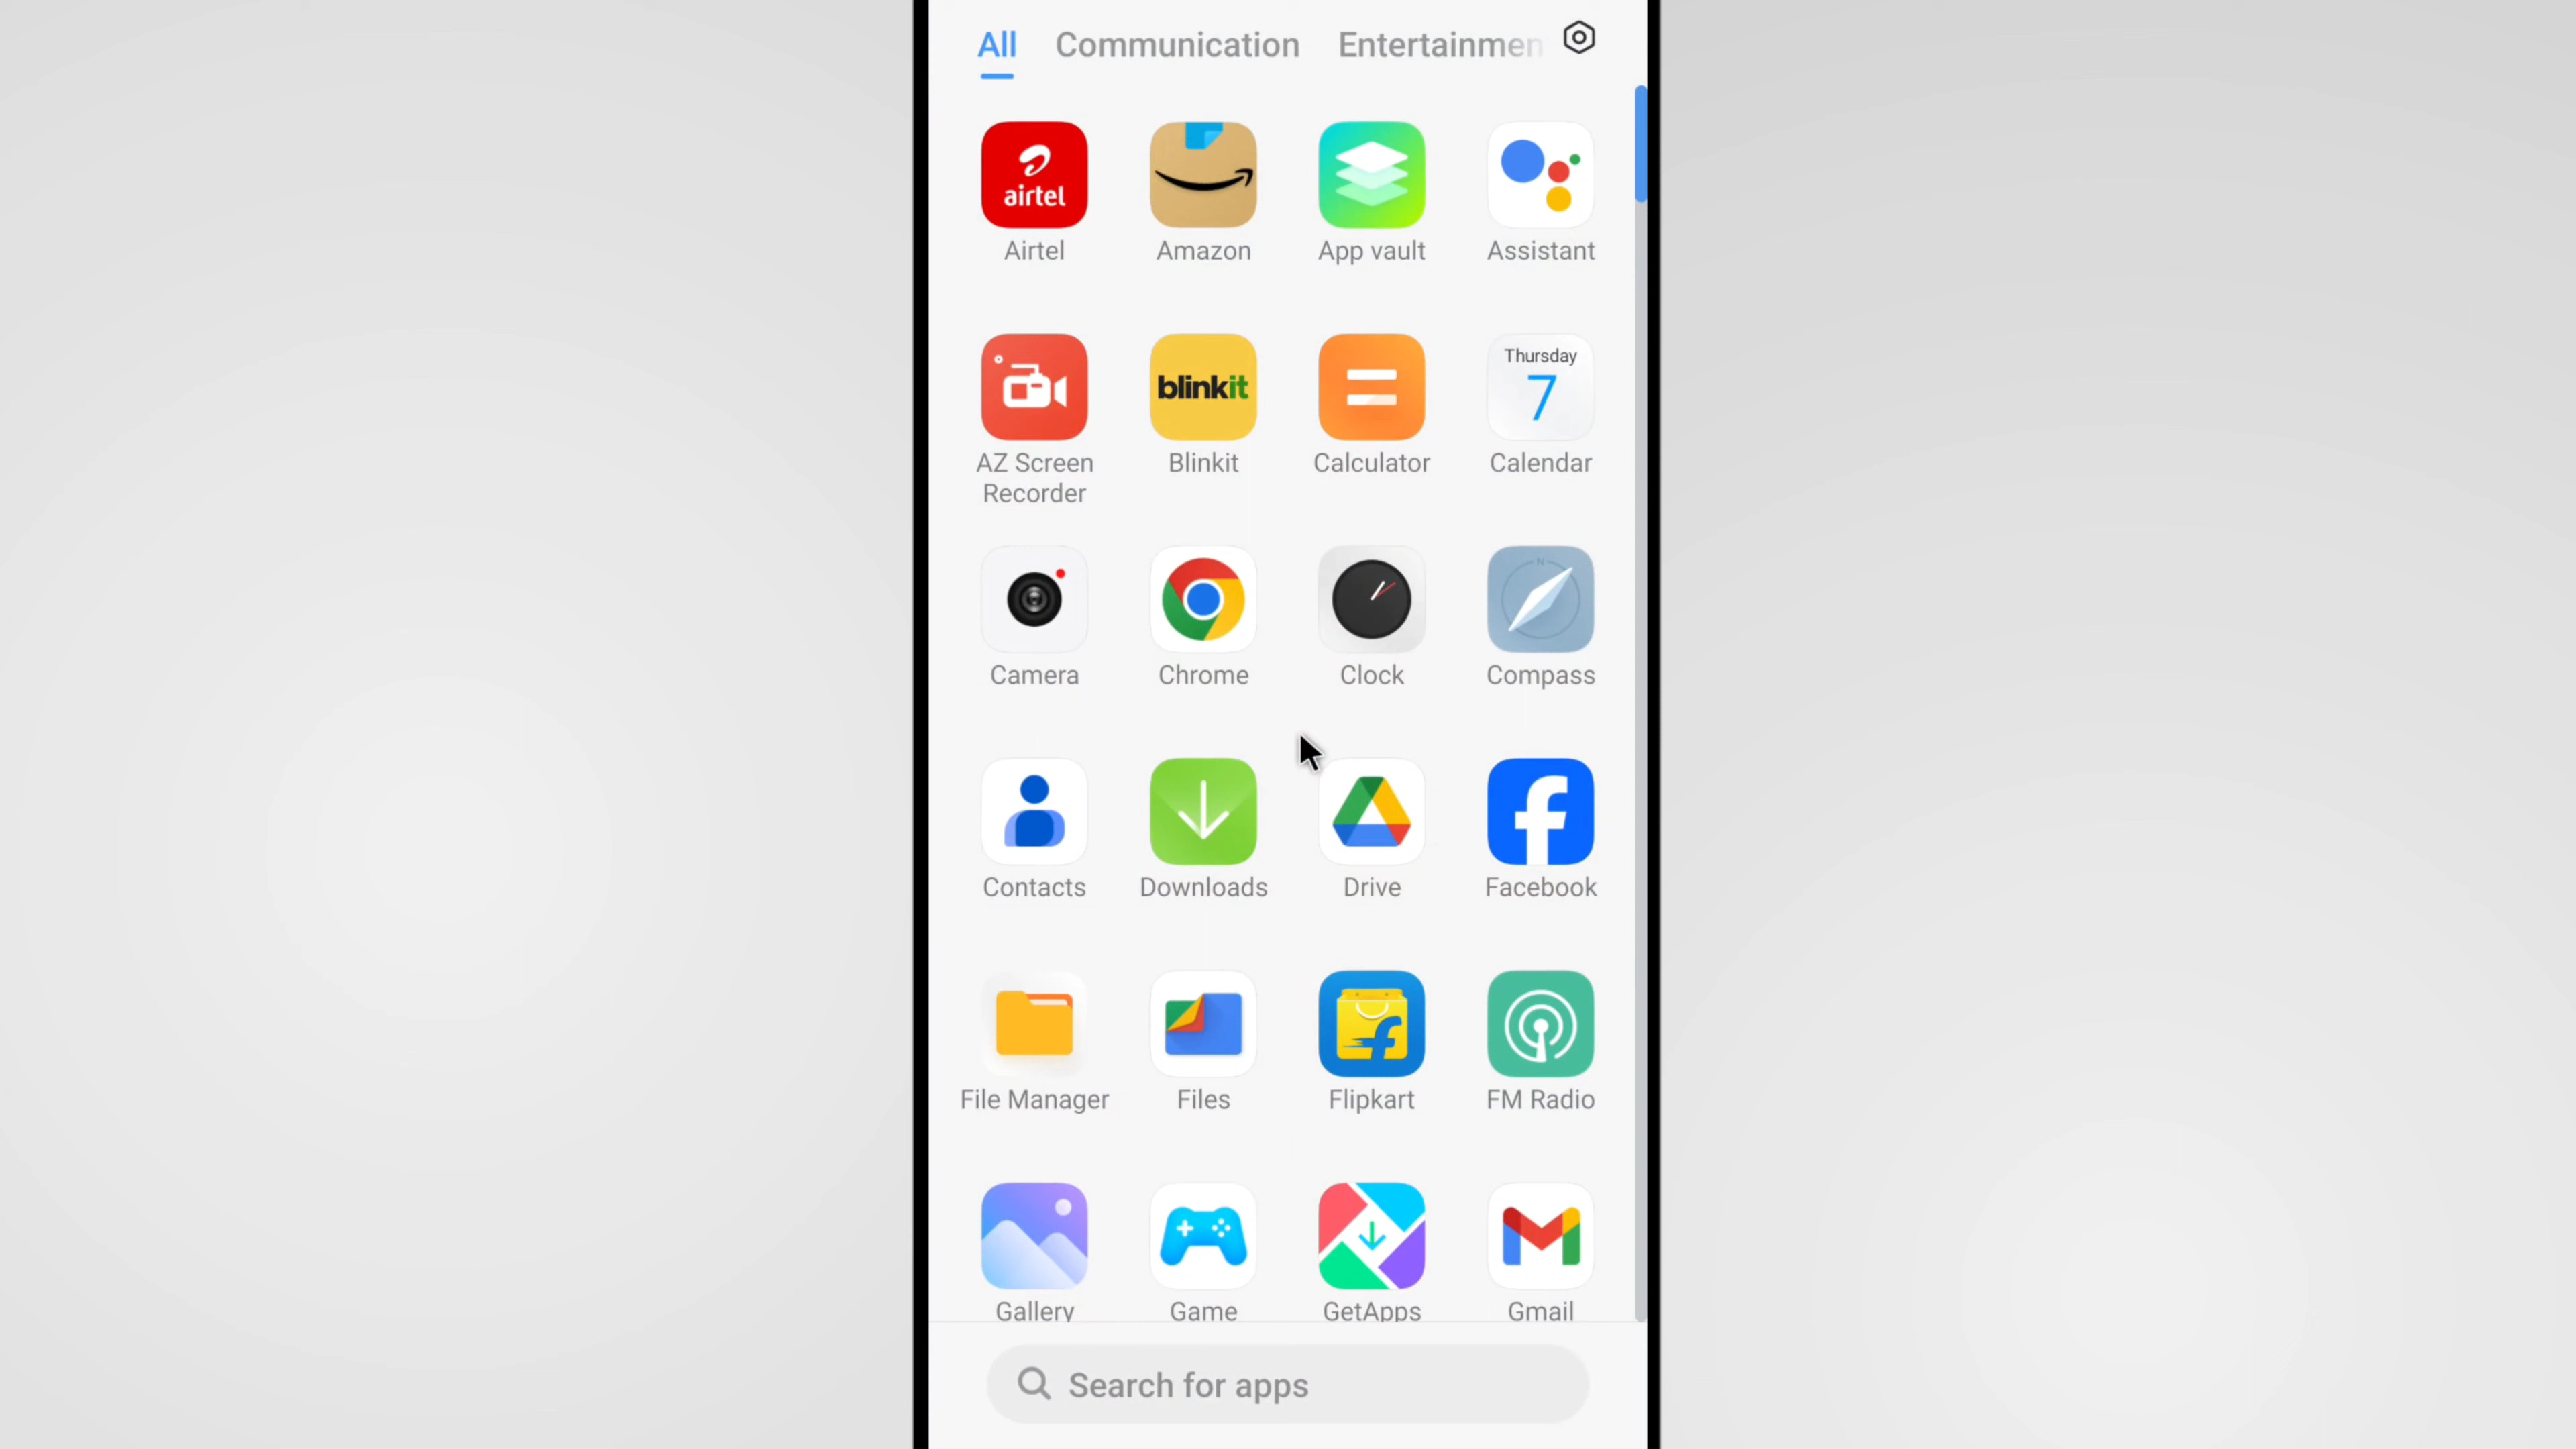 All Communication Entertainmen
airtel
Airtel Amazon App vault Assistant
blinkit Thursday
7
AZ Screen Blinkit Calculator Calendar
Recorder
N
Camera Chrome Clock Compass
Contacts Downloads Drive Facebook
File Manager Files Flipkart FM Radio
Gallery Game GetApps Gmail
Search for apps